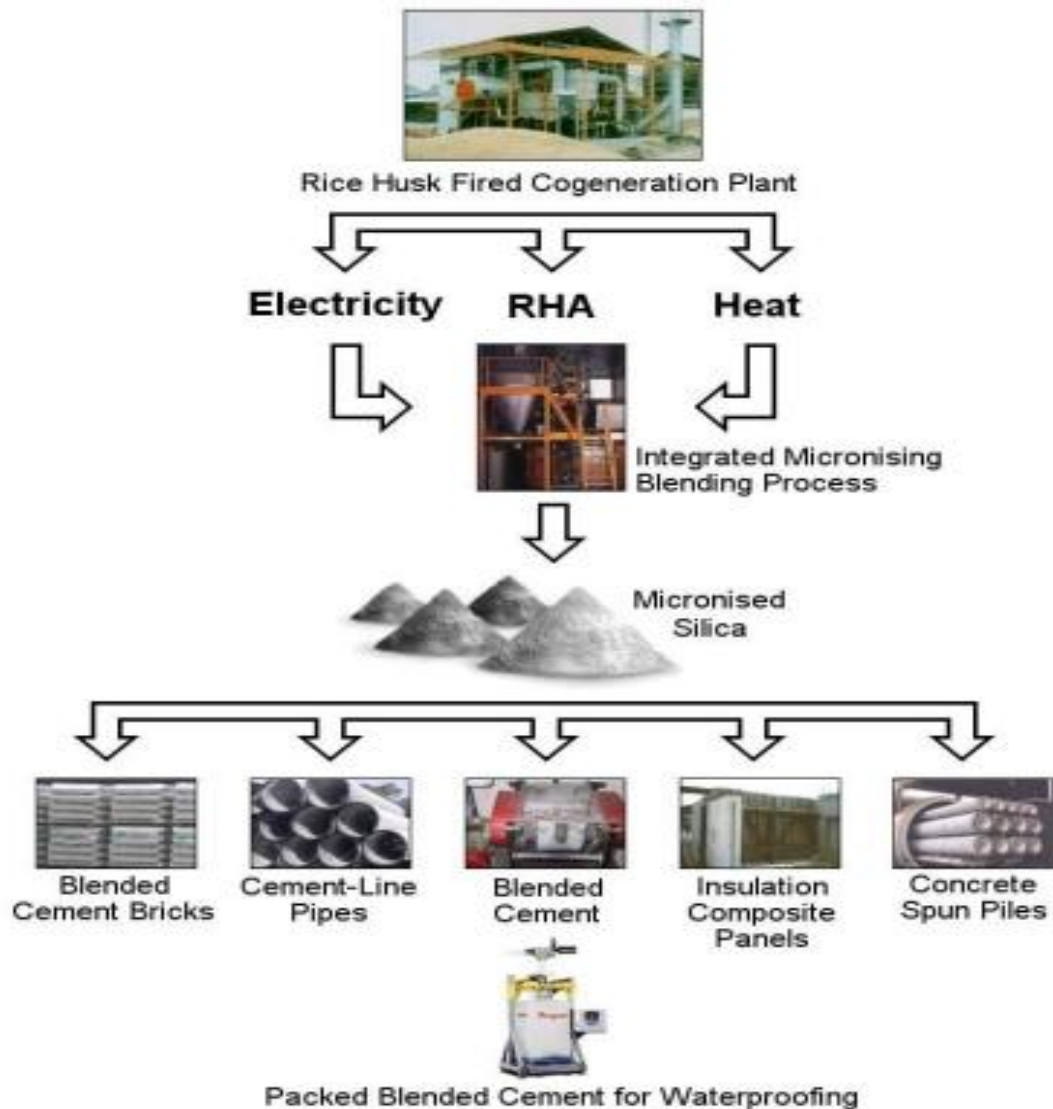 Rice Husk Fired Cogeneration Plant
Electricity
RHA
Heat
Integrated Micronising
Blending Process
Micronised
Silica
Blended
Cement Bricks
Cement-Line
Pipes
Blended
Cement
Insulation
Composite
Panels
Concrete
Spun Piles
Packed Blended Cement for Waterproofing